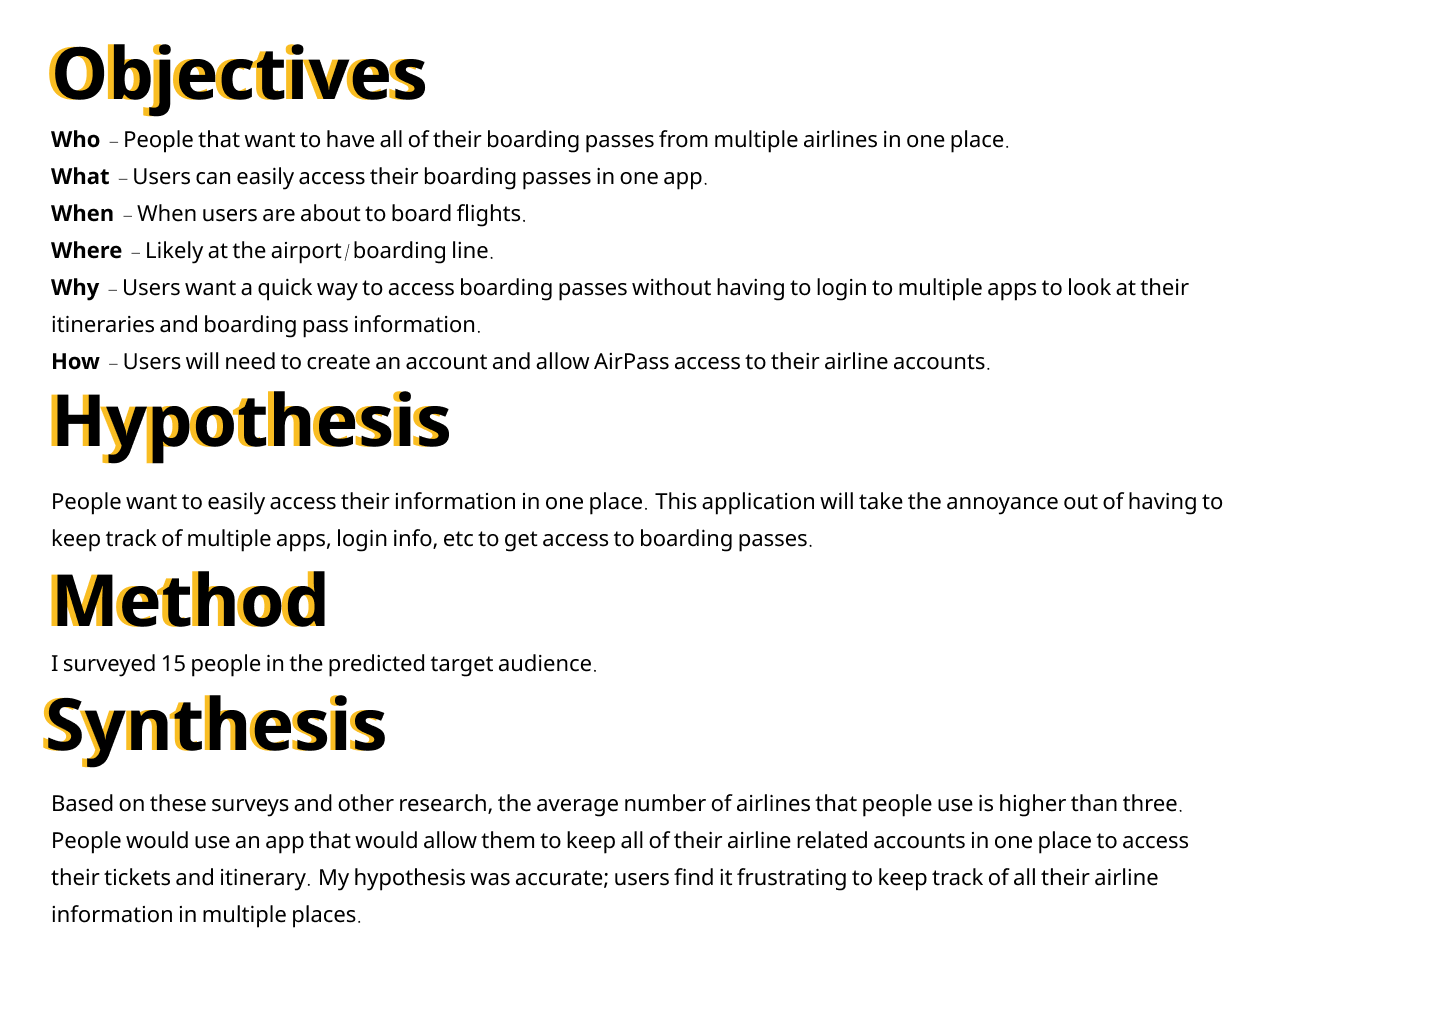 Objectives
Who – People that want to have all of their boarding passes from multiple airlines in one place.
What – Users can easily access their boarding passes in one app.
When – When users are about to board flights.
Where – Likely at the airport/boarding line.
Why – Users want a quick way to access boarding passes without having to login to multiple apps to look at their
itineraries and boarding pass information.
How – Users will need to create an account and allow AirPass access to their airline accounts.
Hypothesis
People want to easily access their information in one place. This application will take the annoyance out of having to
keep track of multiple apps, login info, etc to get access to boarding passes.
Method
I surveyed 15 people in the predicted target audience.
Synthesis
Based on these surveys and other research, the average number of airlines that people use is higher than three.
People would use an app that would allow them to keep all of their airline related accounts in one place to access
their tickets and itinerary. My hypothesis was accurate; users find it frustrating to keep track of all their airline
information in multiple places.